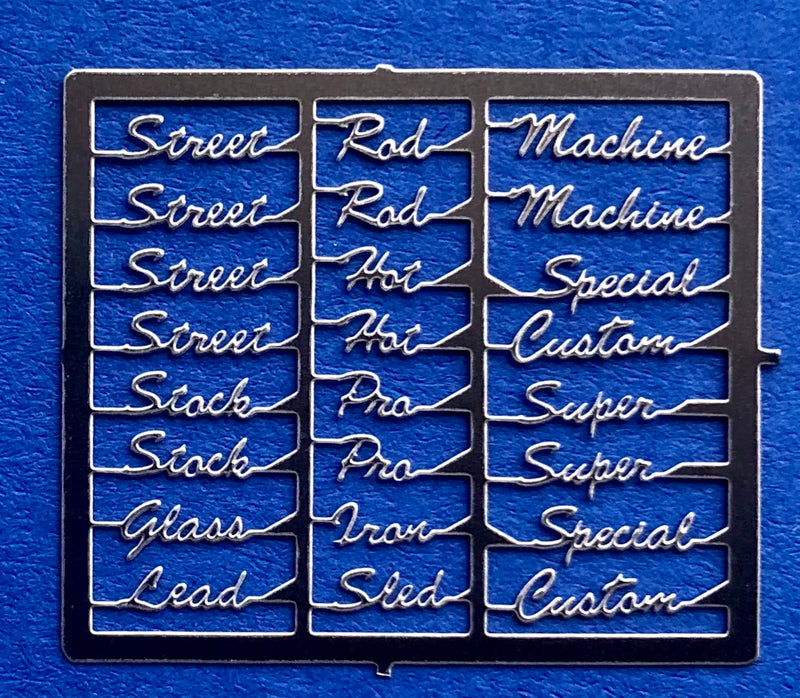 Street Rod Machine
Street Rod Machine
Street Hot Special
Street Hot Custom
Stock Pro Super
Stock Pro Super
Glass Iron Special
Lead Sled Custom